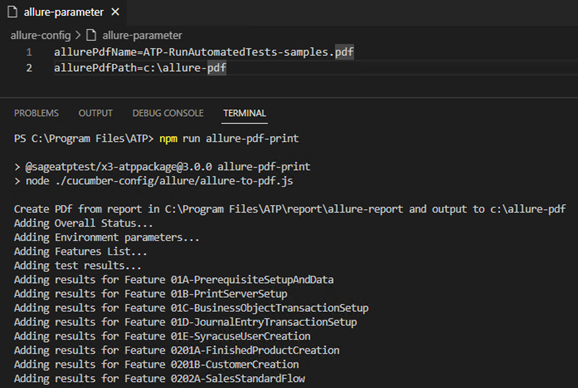 allure-parameter ×
allure-config > allure-parameter
1 allurePdfName=ATP-RunAutomatedTests-samples.pdf
2 allurePdfPath=c:\allure-pdf
PROBLEMS OUTPUT DEBUG CONSOLE TERMINAL
PS C:\Program Files\ATP> npm run allure-pdf-print
> @sageatptest/x3-atppackage@3.0.0 allure-pdf-print
> node ./cucumber-config/allure/allure-to-pdf.js
Create PDf from report in C:\Program Files\ATP\report\allure-report and output to c:\allure-pdf
Adding Overall Status...
Adding Environment parameters...
Adding Features List...
Adding test results...
Adding results for Feature 01A-PrerequisiteSetupAndData
Adding results for Feature 01B-PrintServerSetup
Adding results for Feature 01C-BusinessObjectTransactionSetup
Adding results for Feature 01D-JournalEntryTransactionSetup
Adding results for Feature 01E-SyracuseUserCreation
Adding results for Feature 0201A-FinishedProductCreation
Adding results for Feature 0201B-CustomerCreation
Adding results for Feature 0202A-SalesStandardFlow